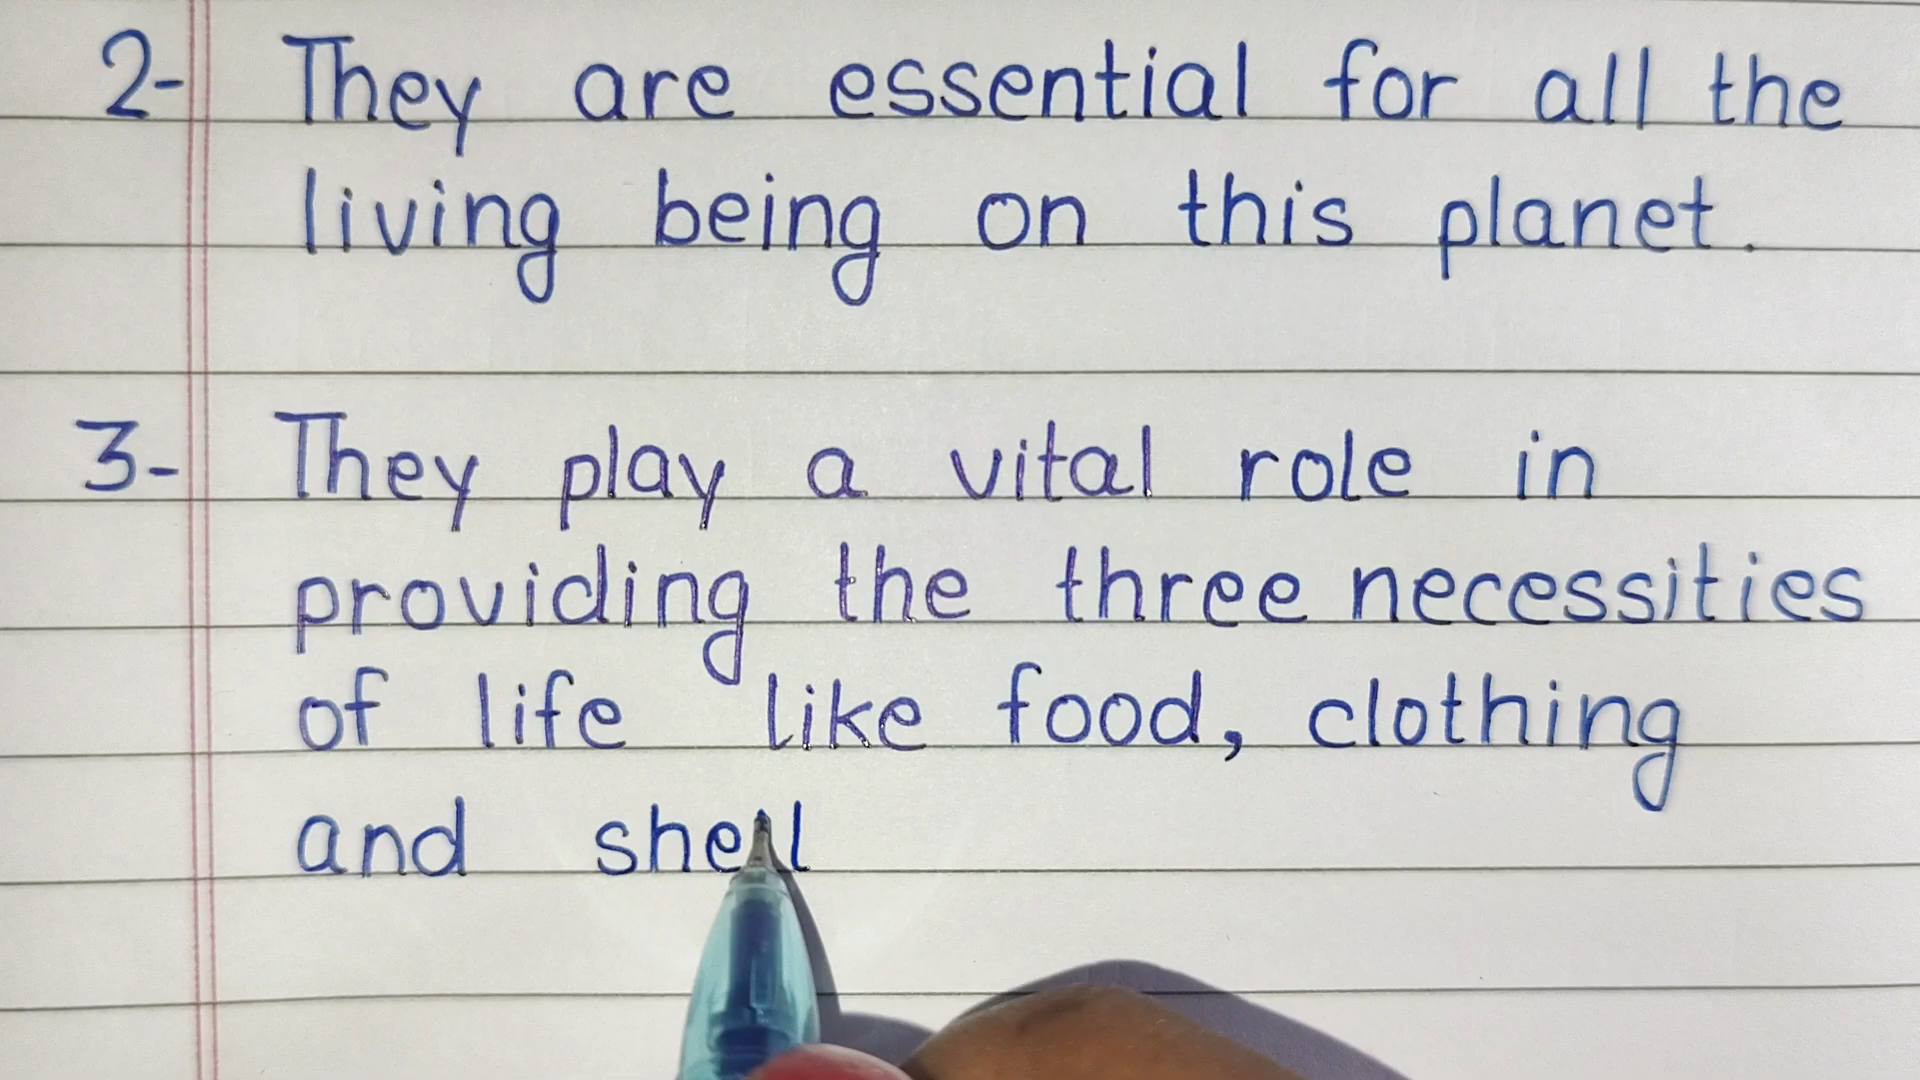 2- They are essential for all the
living being on this planet.
3- They play a vital role in
providing the three necessities
of life like food, clothing
and shel